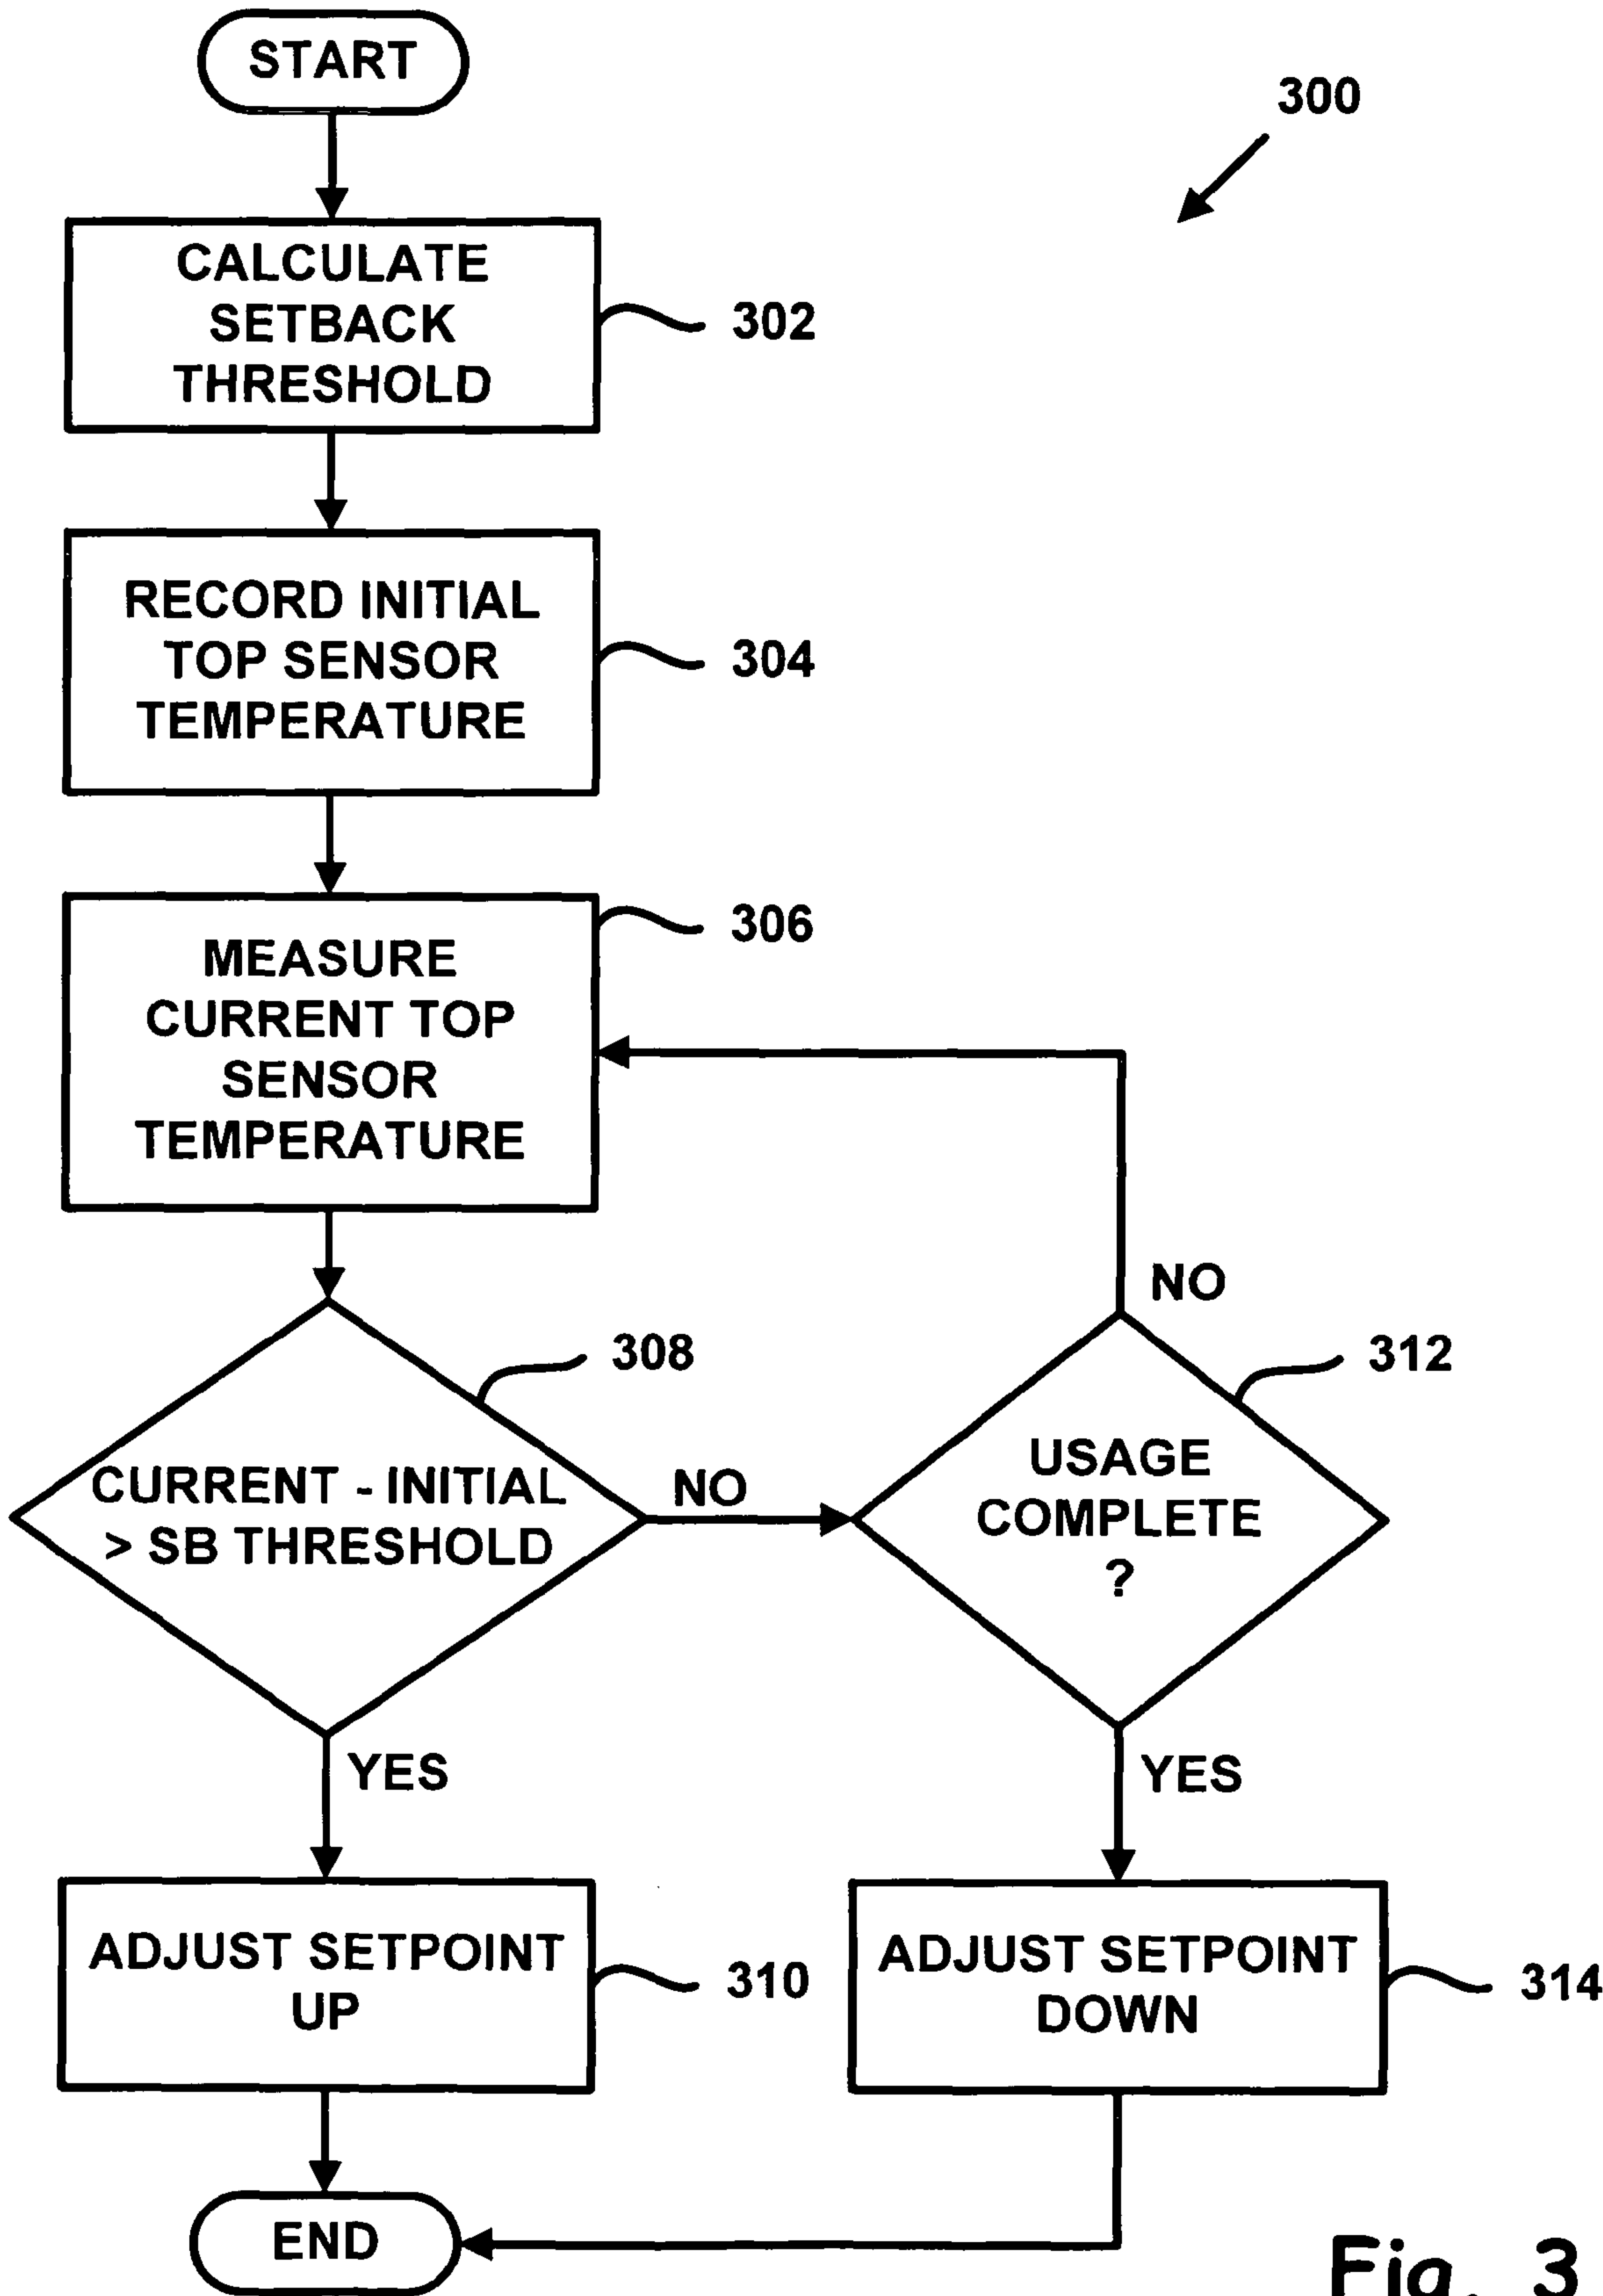 START
300
CALCULATE
SETBACK
THRESHOLD
302
RECORD INITIAL
TOP SENSOR
TEMPERATURE
304
306
MEASURE
CURRENT TOP
SENSOR
TEMPERATURE
NO
308
312
CURRENT - INITIAL
> SB THRESHOLD
NO
USAGE
COMPLETE
?
YES
YES
ADJUST SETPOINT
UP
310
ADJUST SETPOINT
DOWN
314
END
Fig. 3